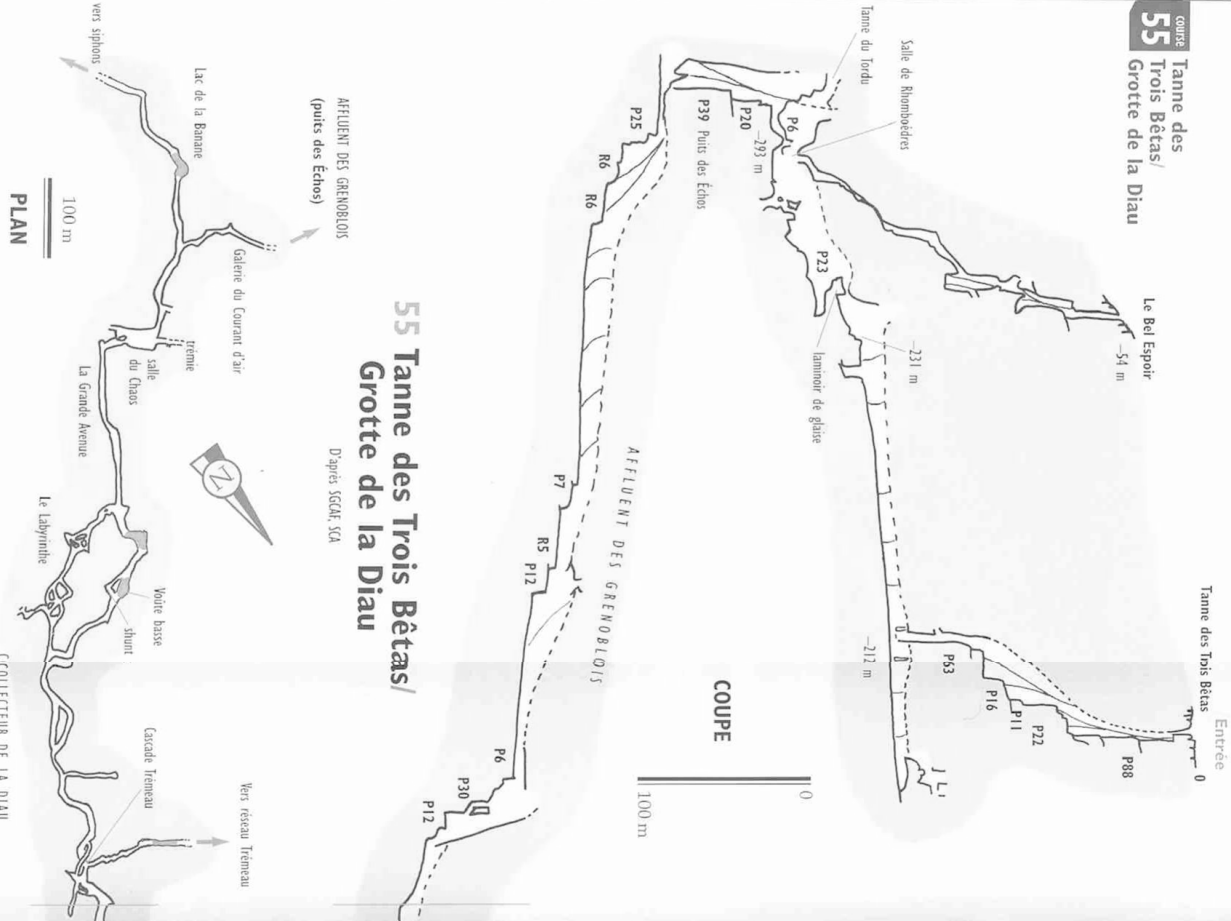 course
55
Tanne des
Trois Bêtas/
Grotte de la Diau
Entrée
Tanne des Trois Bêtas
0
P88
P22
P11
P16
P63
-212 m
Le Bel Espoir
-54 m
-231 m
laminoir de glaise
P23
Salle de Rhomboèdres
Tanne du Tordu
P6
-293 m
P20
P39 Puits des Échos
P25
R6
R6
AFFLUENT DES GRENOBLOIS
P7
R5
P12
P6
P30
P12
COUPE
0
100 m
55 Tanne des Trois Bêtas/
Grotte de la Diau
D'après SGCAF, SCA
AFFLUENT DES GRENOBLOIS
(puits des Échos)
Galerie du Courant d'air
vers siphons
Lac de la Banane
trémie
salle
du Chaos
La Grande Avenue
Le Labyrinthe
Voûte basse
shunt
Cascade Trémeau
Vers réseau Trémeau
COLLECTEUR DE LA DIAU
N
100 m
PLAN